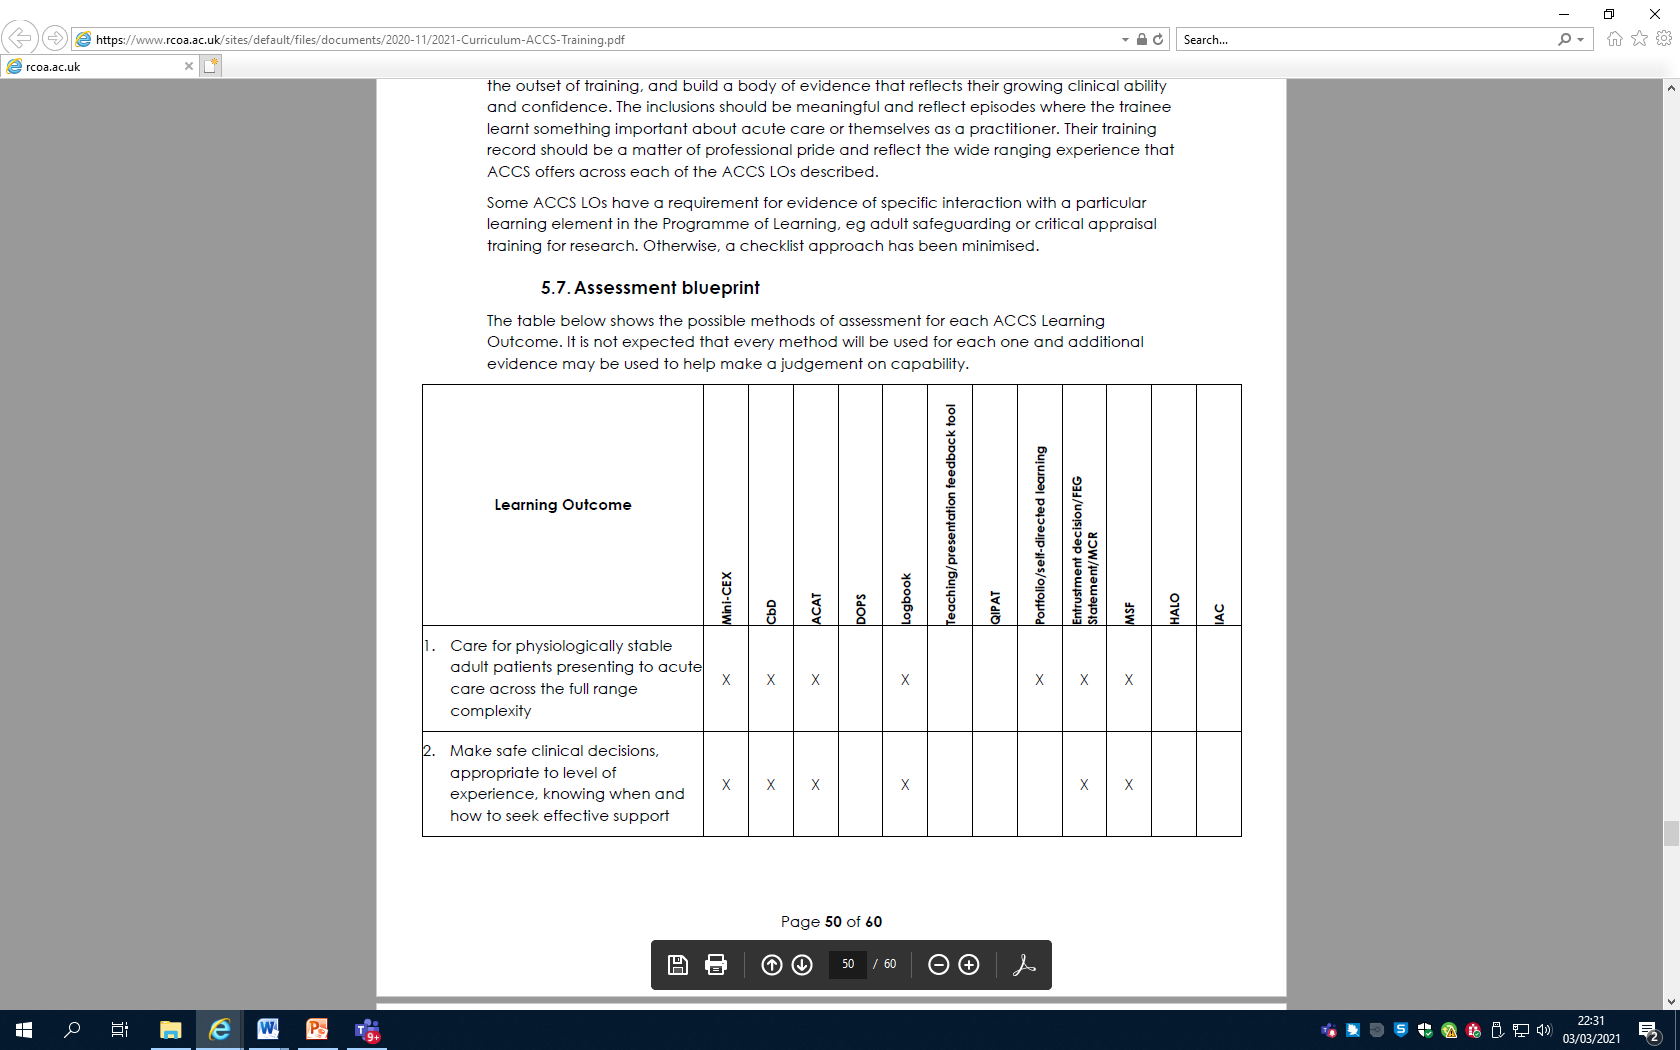 https://www.rcoa.ac.uk/sites/default/files/documents/2020-11/2021-Curriculum-ACCS-Training.pdf
Search...
rcoa.ac.uk
the outset of training, and build a body of evidence that reflects their growing clinical ability
and confidence. The inclusions should be meaningful and reflect episodes where the trainee
learnt something important about acute care or themselves as a practitioner. Their training
record should be a matter of professional pride and reflect the wide ranging experience that
ACCS offers across each of the ACCS LOs described.
Some ACCS LOs have a requirement for evidence of specific interaction with a particular
learning element in the Programme of Learning, eg adult safeguarding or critical appraisal
training for research. Otherwise, a checklist approach has been minimised.
5.7. Assessment blueprint
The table below shows the possible methods of assessment for each ACCS Learning
Outcome. It is not expected that every method will be used for each one and additional
evidence may be used to help make a judgement on capability.
Learning Outcome
Mini-CEX
CbD
ACAT
DOPS
Logbook
Teaching/presentation feedback tool
QIPAT
Portfolio/self-directed learning
Entrustment decision/FEG
Statement/MCR
MSF
HALO
IAC
1. Care for physiologically stable
adult patients presenting to acute
care across the full range
complexity
X X X X X X X
2. Make safe clinical decisions,
appropriate to level of
experience, knowing when and
how to seek effective support
X X X X X X
Page 50 of 60
50 / 60
9+
22:31
03/03/2021
2